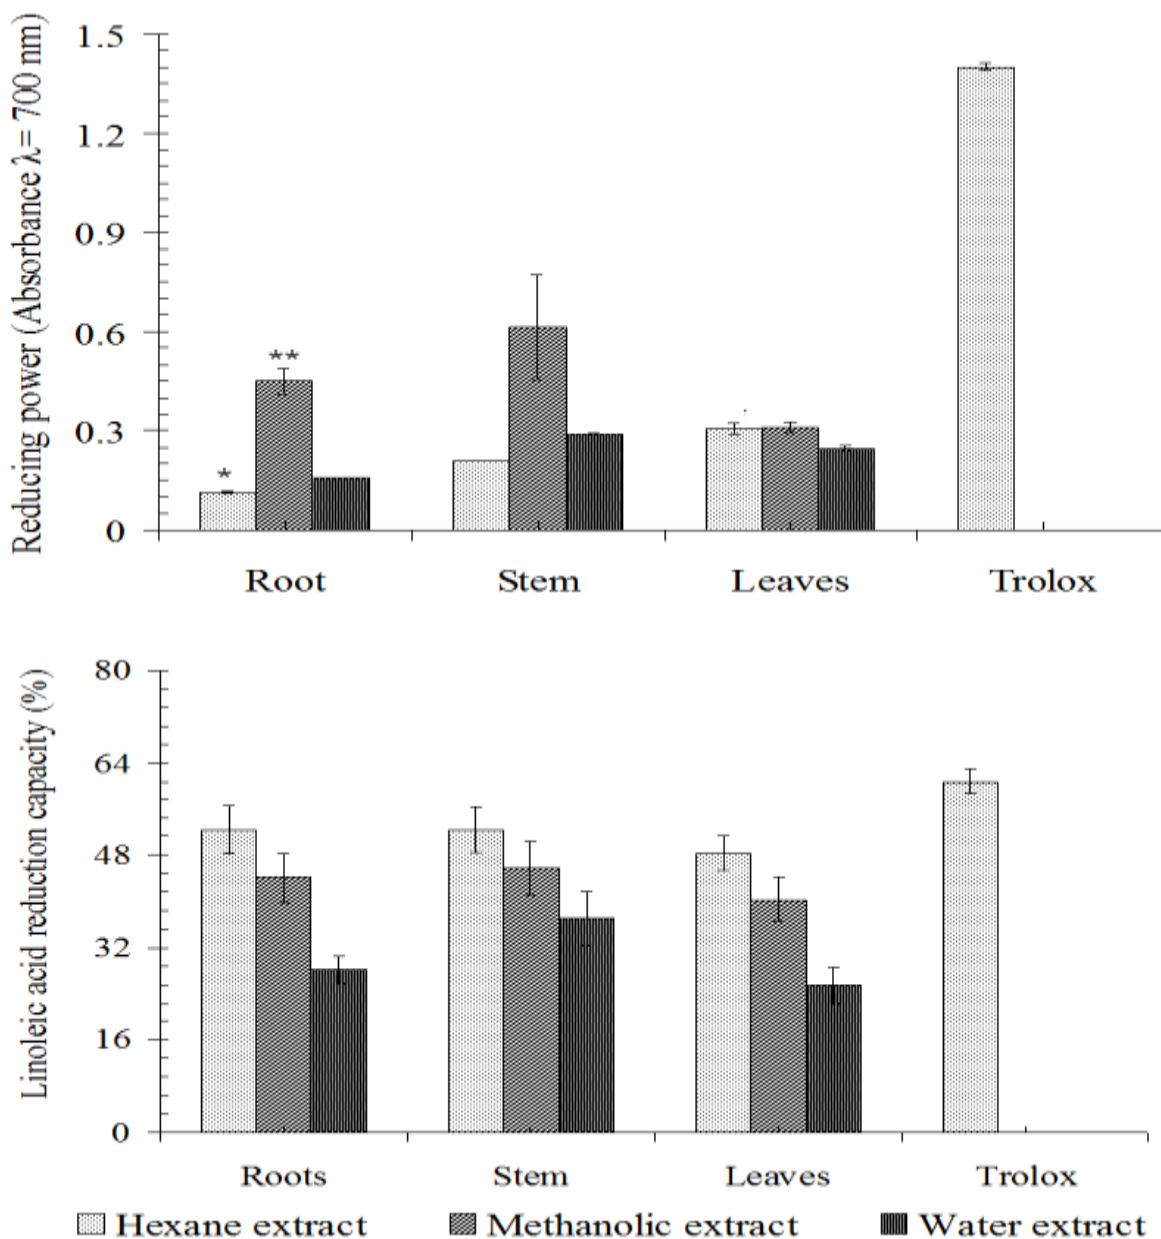 Reducing power (Absorbance λ= 700 nm)
1.5
1.2
0.9
0.6
0.3
0
*
**
Root Stem Leaves Trolox
Linoleic acid reduction capacity (%)
80
64
48
32
16
0
Roots Stem Leaves Trolox
Hexane extract Methanolic extract Water extract